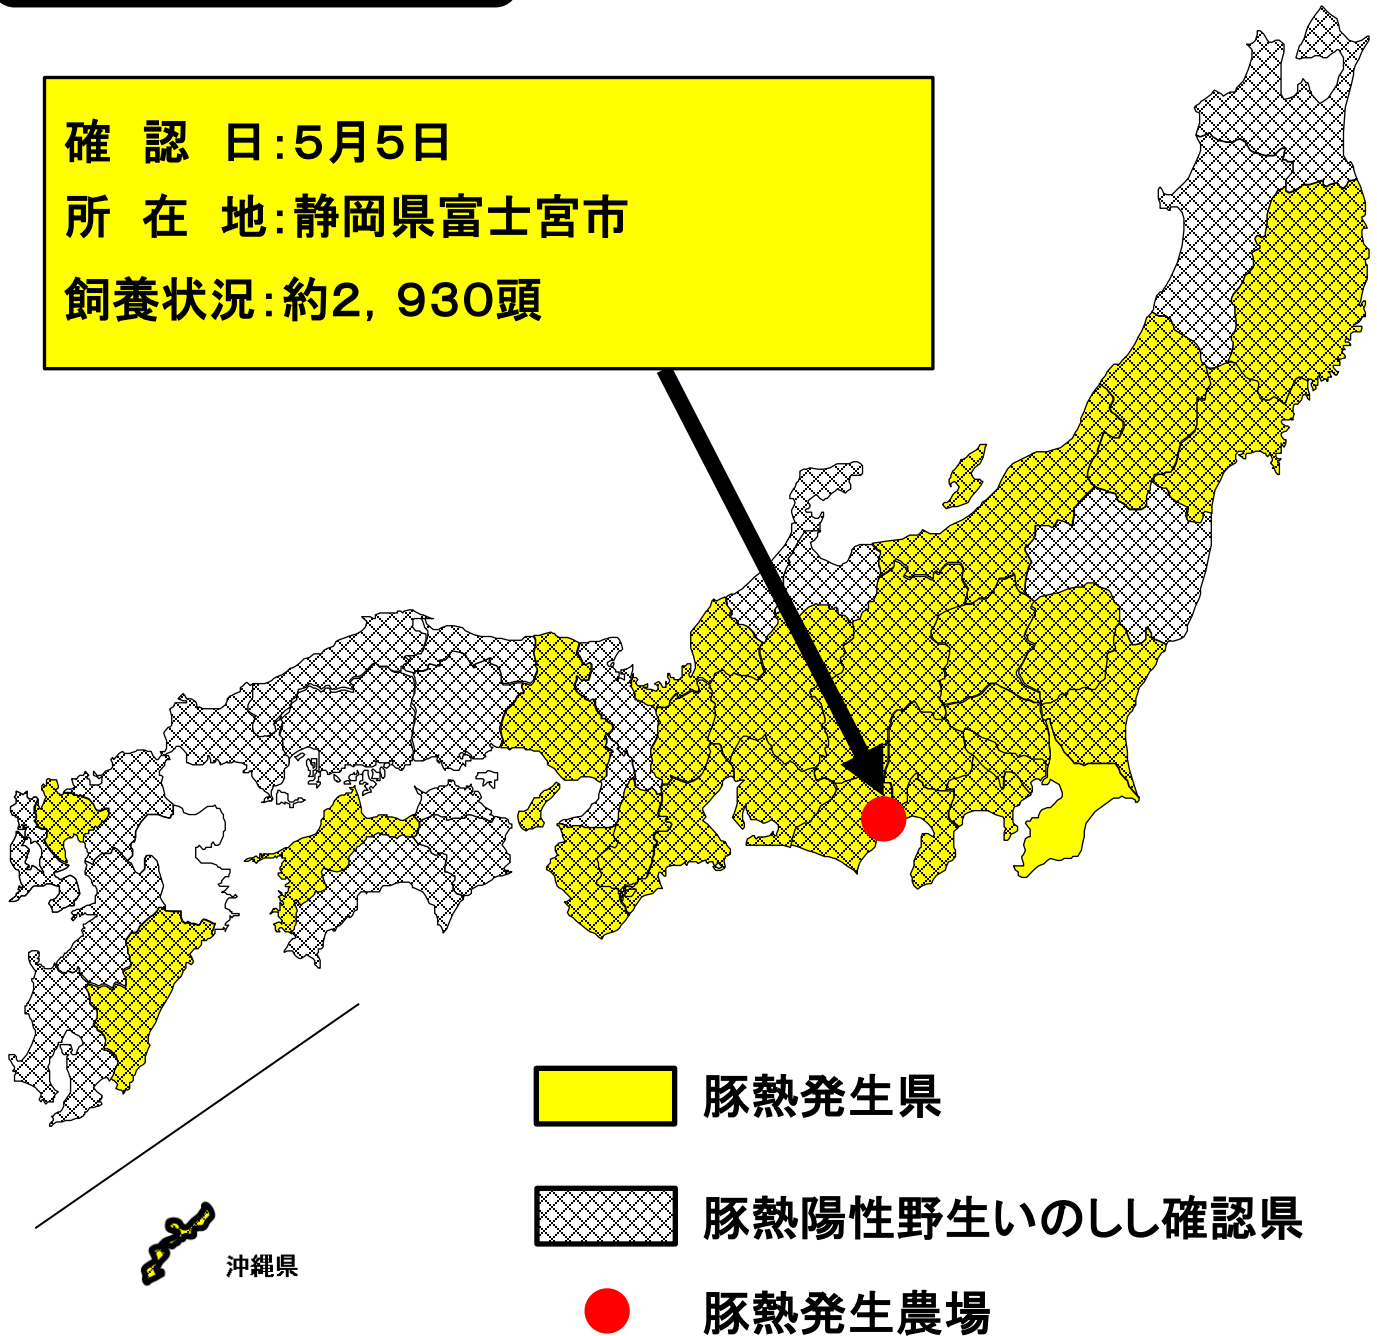 確　認　日：５月５日
所　在　地：静岡県富士宮市
飼養状況：約２，９３０頭
豚熱発生県
豚熱陽性野生いのしし確認県
沖縄県
豚熱発生農場